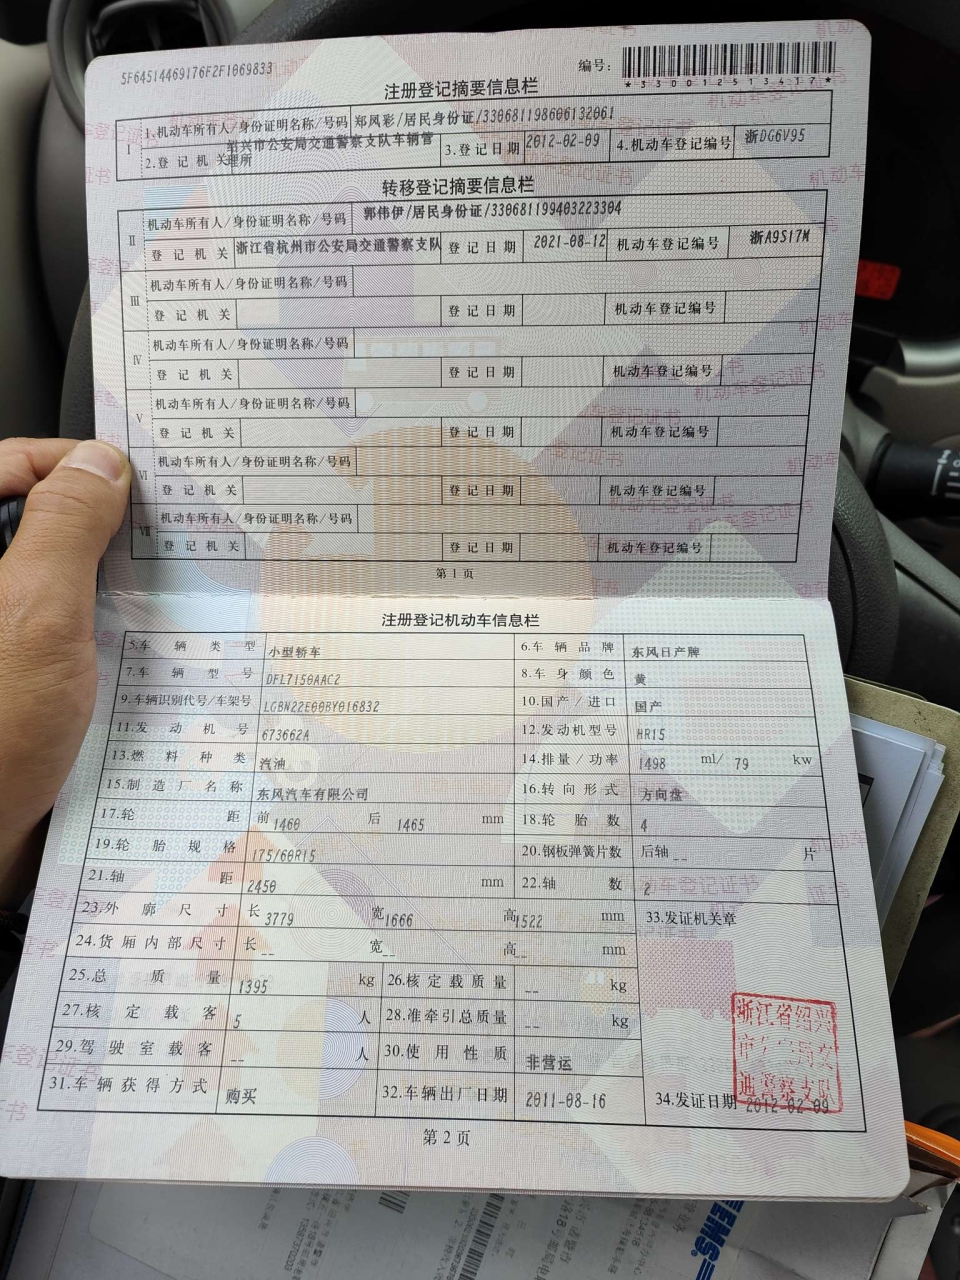 5F64514469176F2F1069833
编号:
*330012513417*
注册登记摘要信息栏
I 1.机动车所有人/身份证明名称/号码 郑凤彩/居民身份证/330681198606132061
2.登记机关 绍兴市公安局交通警察支队车辆管理所 3.登记日期 2012-02-09 4.机动车登记编号 浙DG6V95
转移登记摘要信息栏
II 机动车所有人/身份证明名称/号码 郭伟伊/居民身份证/330681199403223304
登记机关 浙江省杭州市公安局交通警察支队 登记日期 2021-08-12 机动车登记编号 浙A9S17M
III 机动车所有人/身份证明名称/号码
登记机关 登记日期 机动车登记编号
IV 机动车所有人/身份证明名称/号码
登记机关 登记日期 机动车登记编号
V 机动车所有人/身份证明名称/号码
登记机关 登记日期 机动车登记编号
VI 机动车所有人/身份证明名称/号码
登记机关 登记日期 机动车登记编号
VII 机动车所有人/身份证明名称/号码
登记机关 登记日期 机动车登记编号
第1页
注册登记机动车信息栏
5.车辆类型 小型轿车 6.车辆品牌 东风日产牌
7.车辆型号 DFL7150AAC2 8.车身颜色 黄
9.车辆识别代号/车架号 LGBN22E00BY016832 10.国产/进口 国产
11.发动机号 673662A 12.发动机型号 HR15
13.燃料种类 汽油 14.排量/功率 1498 ml/ 79 kw
15.制造厂名称 东风汽车有限公司 16.转向形式 方向盘
17.轮距 前 1460 后 1465 mm 18.轮胎数 4
19.轮胎规格 175/60R15 20.钢板弹簧片数 后轴 -- 片
21.轴距 2450 mm 22.轴数 2
23.外廓尺寸 长 3779 宽 1666 高 1522 mm 33.发证机关章
24.货厢内部尺寸 长 -- 宽 -- 高 -- mm
25.总质量 1395 kg 26.核定载质量 -- kg
27.核定载客 5 人 28.准牵引总质量 -- kg
29.驾驶室载客 -- 人 30.使用性质 非营运
31.车辆获得方式 购买 32.车辆出厂日期 2011-08-16 34.发证日期 2012-02-09
浙江省绍兴
市公安局交
通警察支队
第2页
EMS